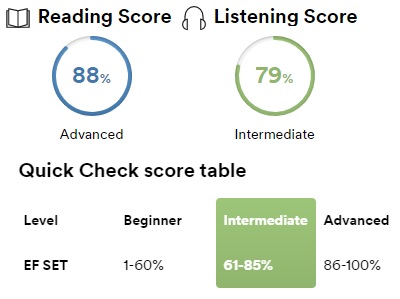 Reading Score Listening Score
88% 79%
Advanced Intermediate
Quick Check score table
Level Beginner Intermediate Advanced
EF SET 1-60% 61-85% 86-100%